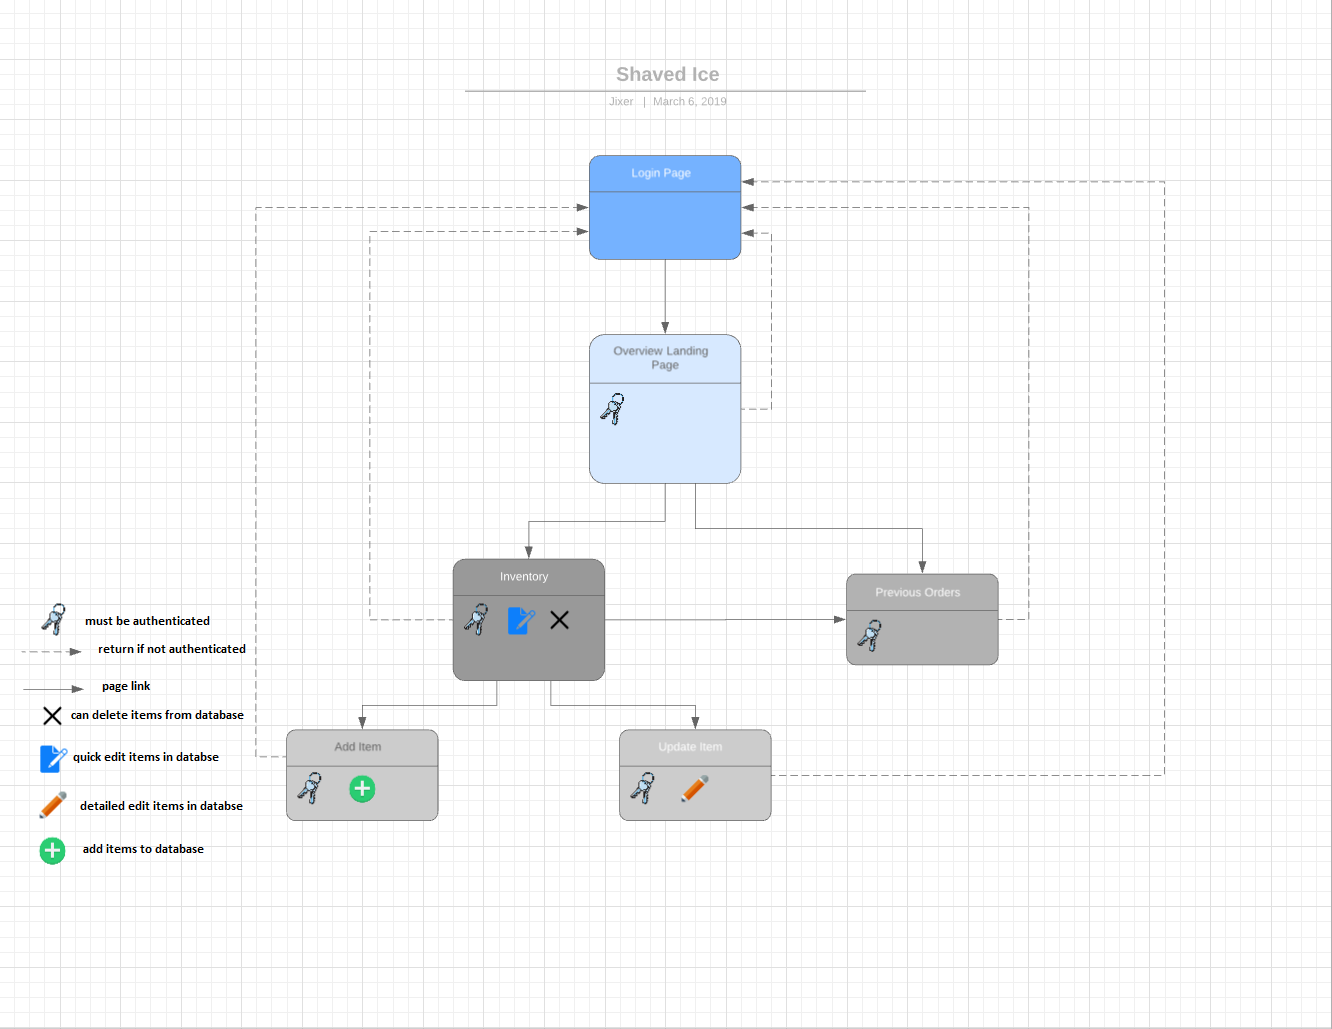 Shaved Ice
Jixer | March 6, 2019
Login Page
Overview Landing
Page
Inventory
Previous Orders
must be authenticated
return if not authenticated
page link
can delete items from database
Add Item
Update Item
quick edit items in databse
detailed edit items in databse
add items to database